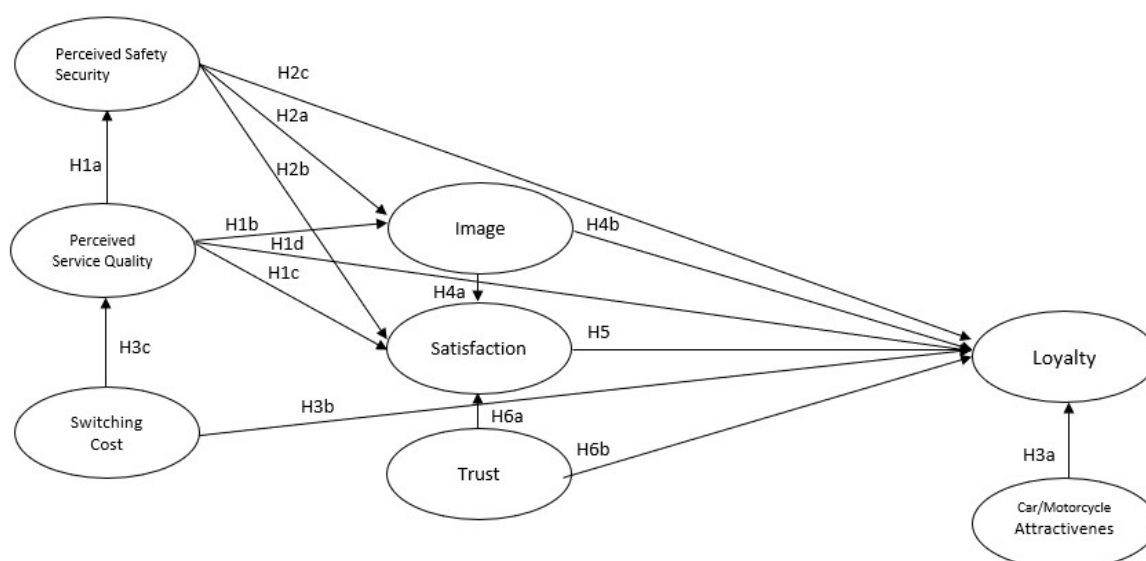 Perceived Safety
Security
H2c
H2a
H1a
H2b
H1b
H4b
Image
Perceived
Service Quality
H1d
H1c
H4a
H5
Satisfaction
Loyalty
H3c
H3b
H6a
Switching
Cost
H6b
Trust
H3a
Car/Motorcycle
Attractivenes